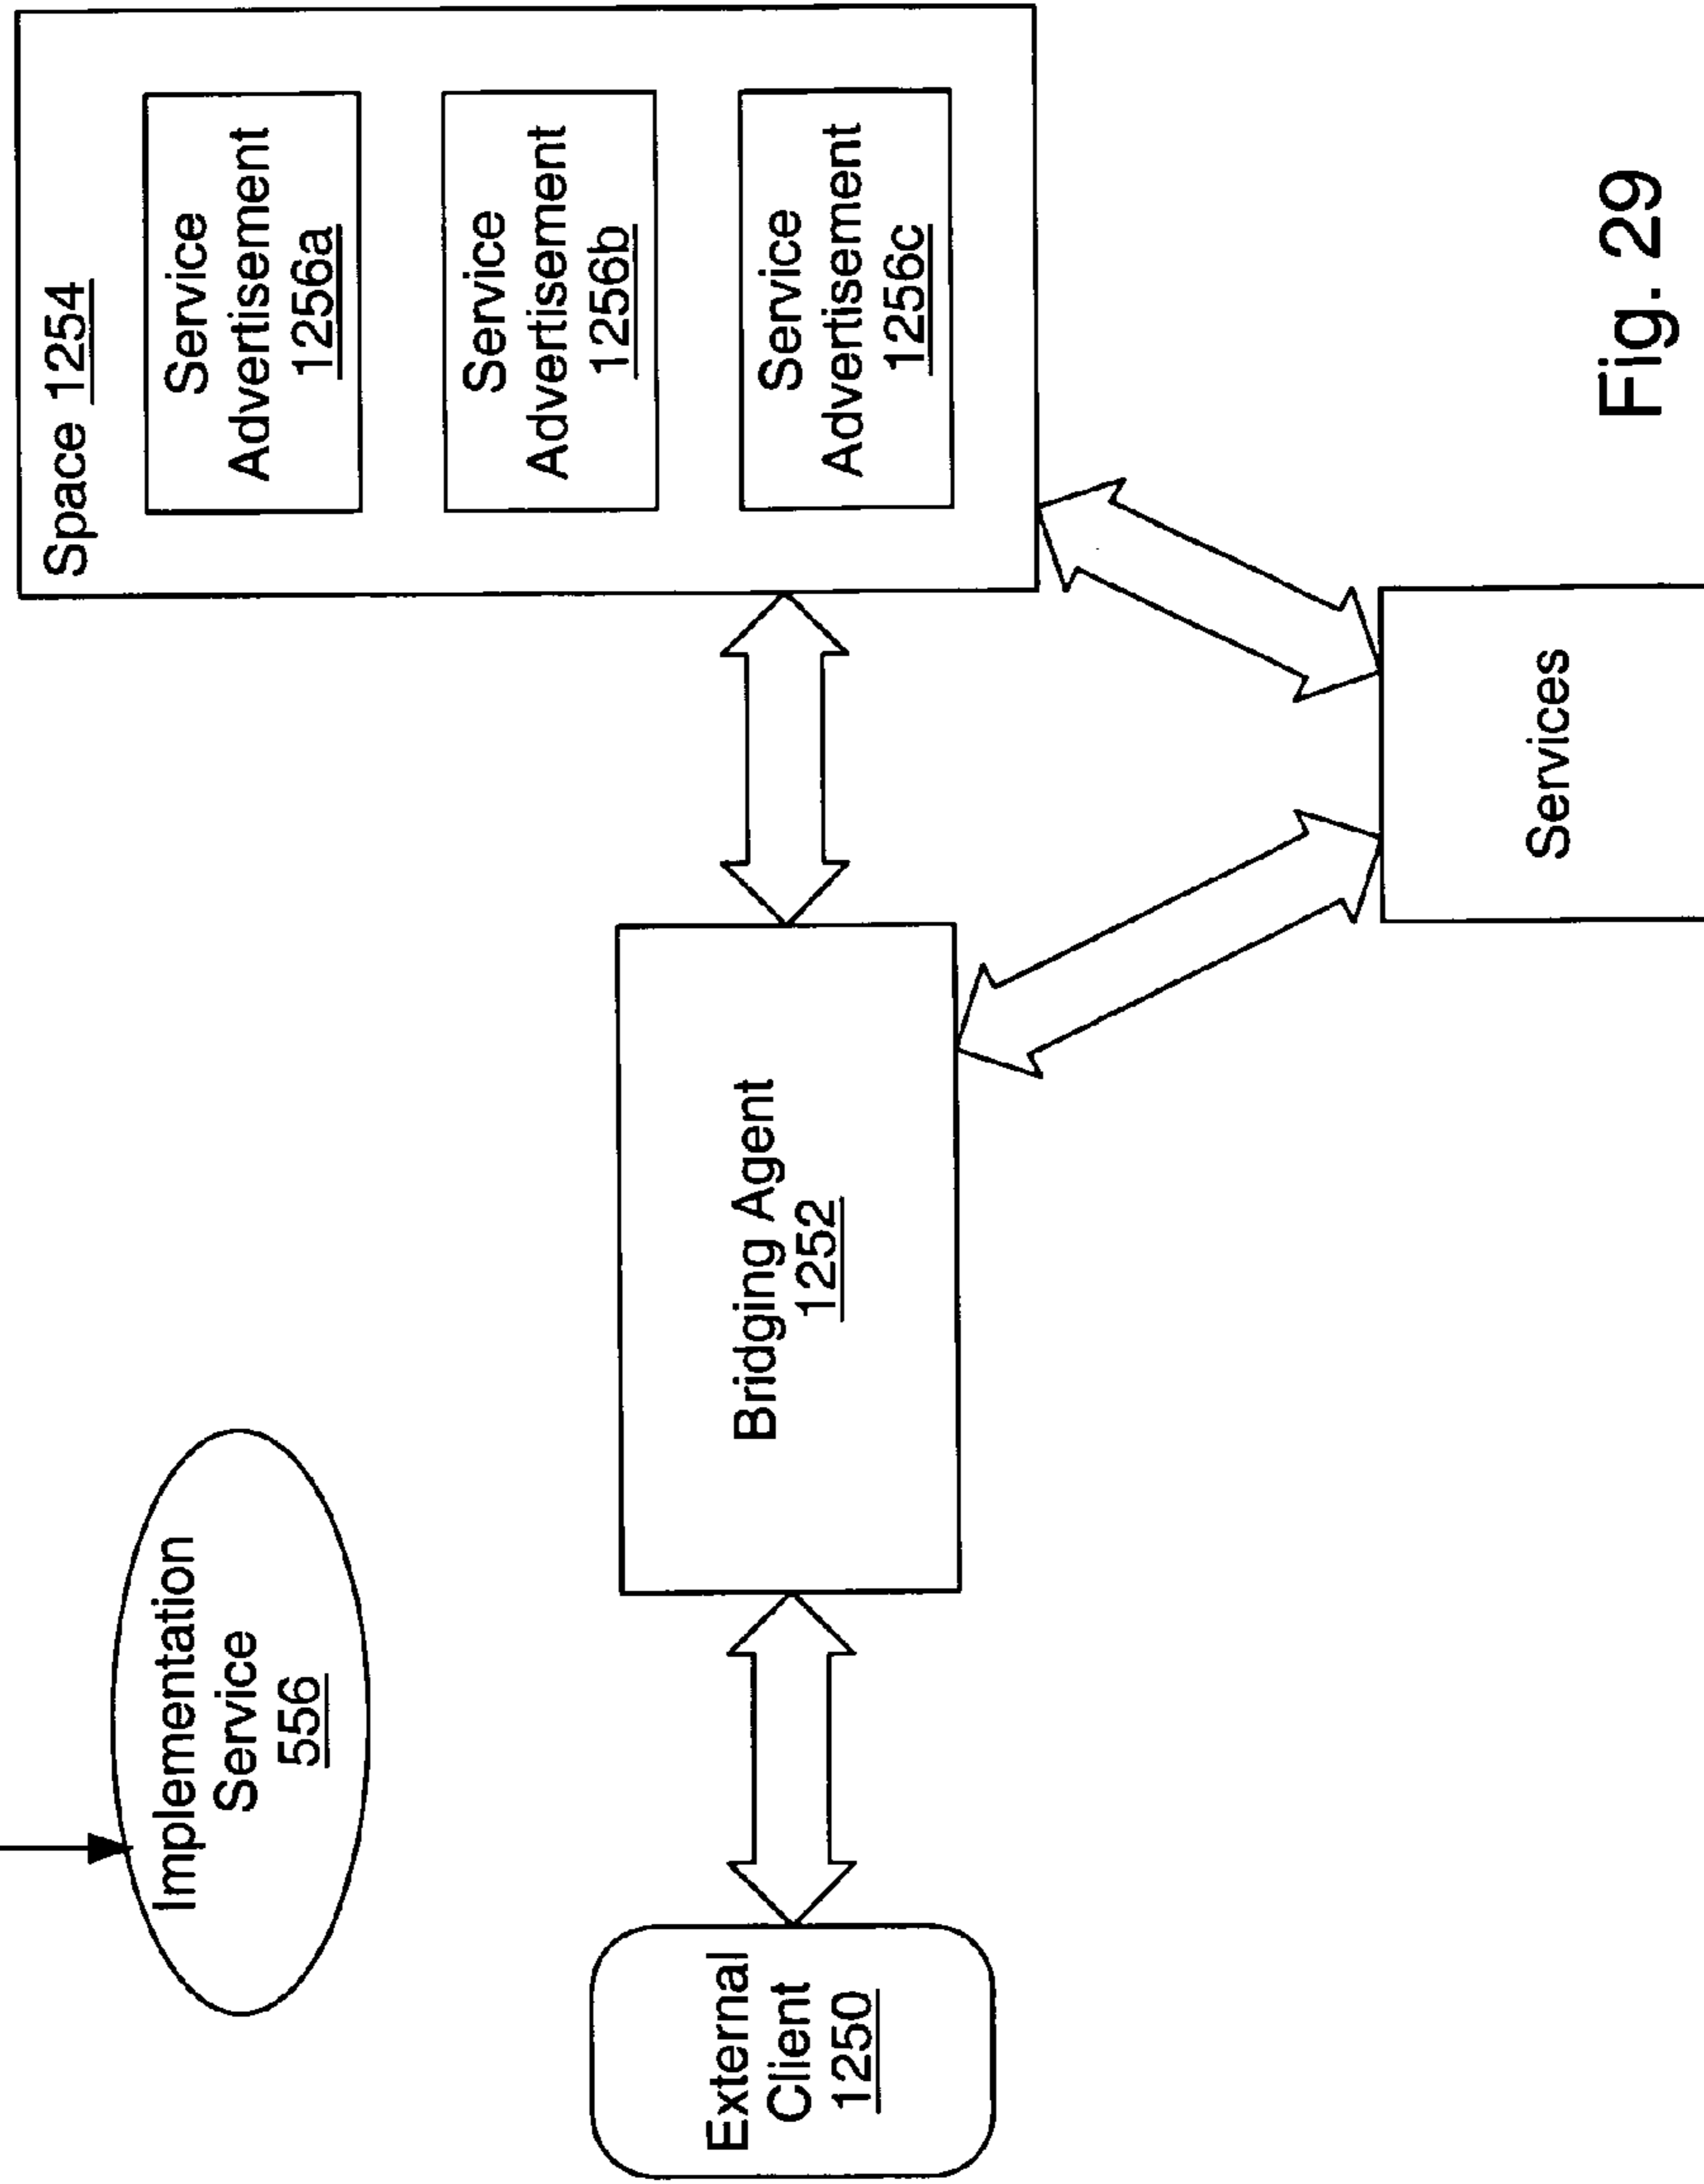 Implementation
Service
556
Space 1254
Service
Advertisement
1256a
Service
Advertisement
1256b
Service
Advertisement
1256c
External
Client
1250
Bridging Agent
1252
Services
Fig. 29